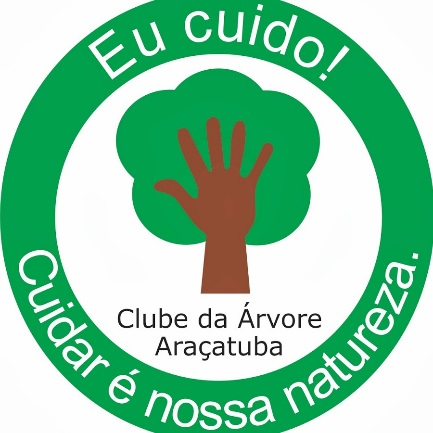 Eu cuido!
Clube da Árvore
Araçatuba
Cuidar é nossa natureza.